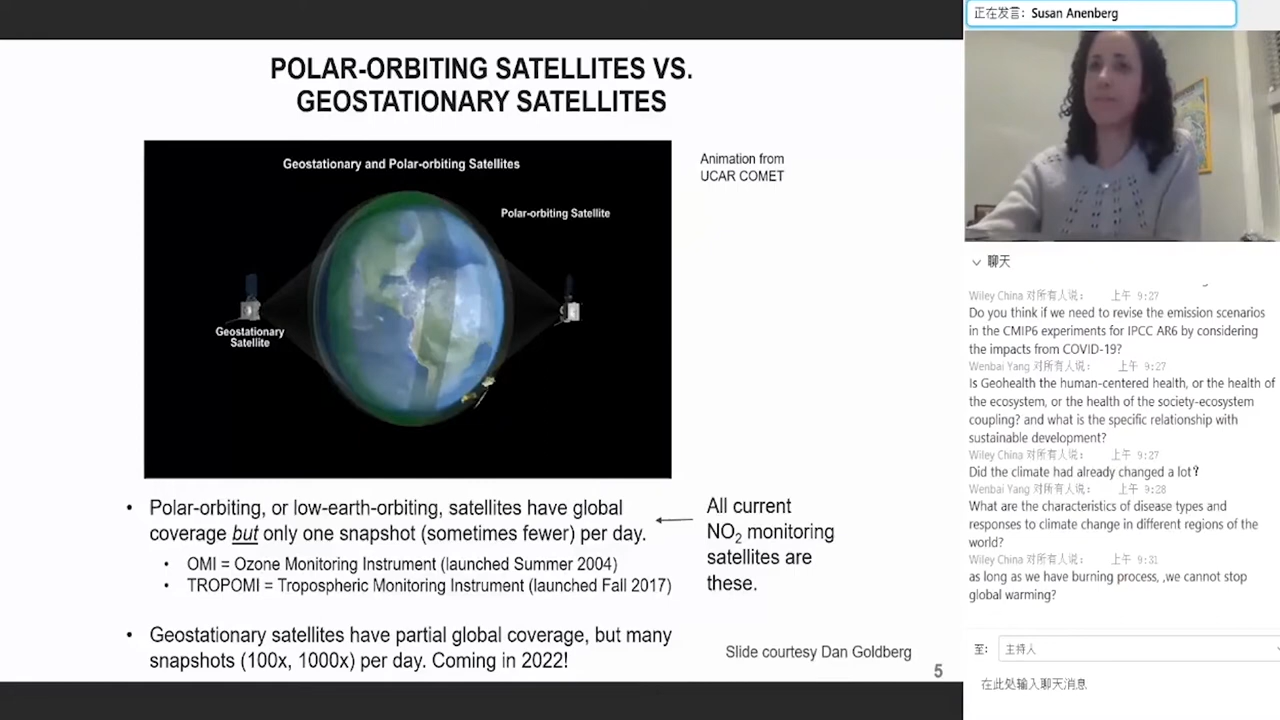 POLAR-ORBITING SATELLITES VS.
GEOSTATIONARY SATELLITES
Geostationary and Polar-orbiting Satellites
Polar-orbiting Satellite
Geostationary
Satellite
Animation from
UCAR COMET
• Polar-orbiting, or low-earth-orbiting, satellites have global
coverage but only one snapshot (sometimes fewer) per day.
• OMI = Ozone Monitoring Instrument (launched Summer 2004)
• TROPOMI = Tropospheric Monitoring Instrument (launched Fall 2017)
• Geostationary satellites have partial global coverage, but many
snapshots (100x, 1000x) per day. Coming in 2022!
All current
NO₂ monitoring
satellites are
these.
Slide courtesy Dan Goldberg
5
正在发言: Susan Anenberg
聊天
Wiley China 对所有人说: 上午 9:27
Do you think if we need to revise the emission scenarios
in the CMIP6 experiments for IPCC AR6 by considering
the impacts from COVID-19?
Wenbai Yang 对所有人说: 上午 9:27
Is Geohealth the human-centered health, or the health of
the ecosystem, or the health of the society-ecosystem
coupling? and what is the specific relationship with
sustainable development?
Wiley China 对所有人说: 上午 9:27
Did the climate had already changed a lot?
Wenbai Yang 对所有人说: 上午 9:28
What are the characteristics of disease types and
responses to climate change in different regions of the
world?
Wiley China 对所有人说: 上午 9:31
as long as we have burning process, ,we cannot stop
global warming?
至: 主持人
在此处输入聊天消息